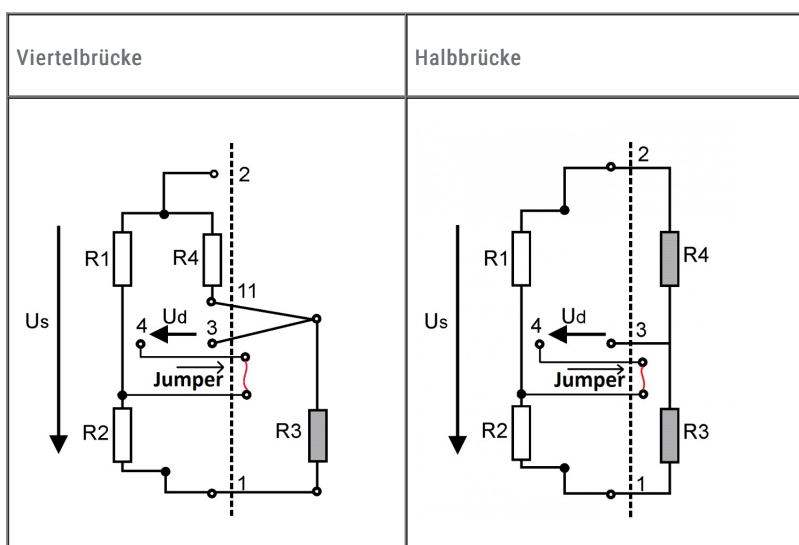 Viertelbrücke
Halbbrücke
2
R1
R4
11
Us
4
Ud
3
Jumper
R2
R3
1
2
R1
R4
Us
4
Ud
3
Jumper
R2
R3
1